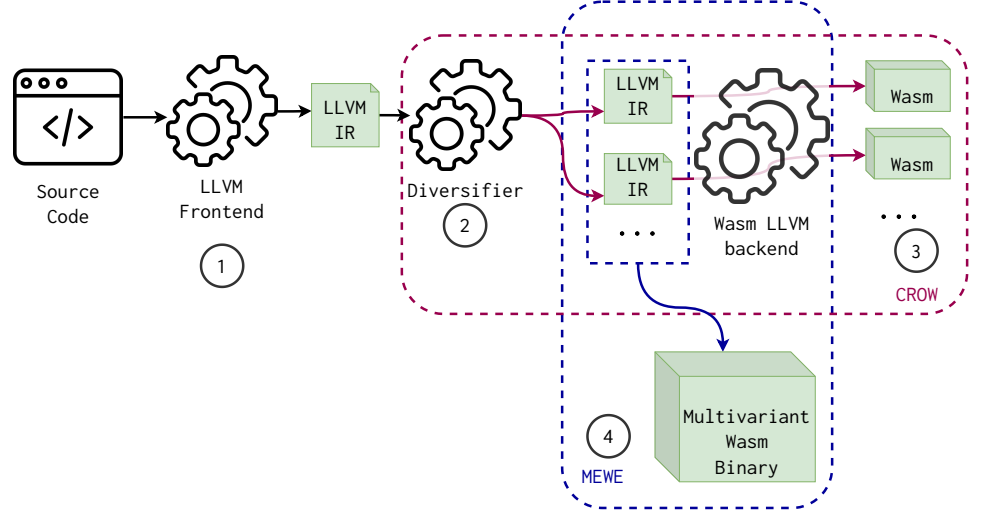 </>
Source
Code
LLVM
Frontend
1
LLVM
IR
Diversifier
2
LLVM
IR
LLVM
IR
...
Wasm LLVM
backend
Wasm
Wasm
...
3
CROW
4
MEWE
Multivariant
Wasm
Binary